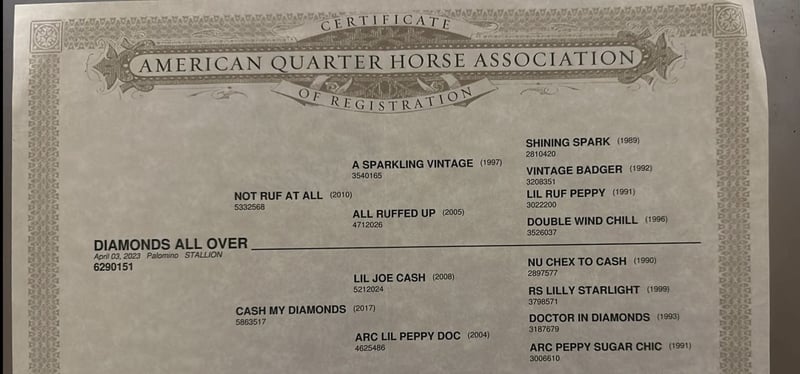 CERTIFICATE
AMERICAN QUARTER HORSE ASSOCIATION
OF REGISTRATION
SHINING SPARK (1989)
2810420
A SPARKLING VINTAGE (1997)
3540165
VINTAGE BADGER (1992)
3208351
NOT RUF AT ALL (2010)
5332568
LIL RUF PEPPY (1991)
3022200
ALL RUFFED UP (2005)
4712026
DOUBLE WIND CHILL (1996)
3526037
DIAMONDS ALL OVER
April 03, 2023 Palomino STALLION
6290151
NU CHEX TO CASH (1990)
2897577
LIL JOE CASH (2008)
5212024
RS LILLY STARLIGHT (1999)
3798571
CASH MY DIAMONDS (2017)
5863517
DOCTOR IN DIAMONDS (1993)
3187679
ARC LIL PEPPY DOC (2004)
4625486
ARC PEPPY SUGAR CHIC (1991)
3006610